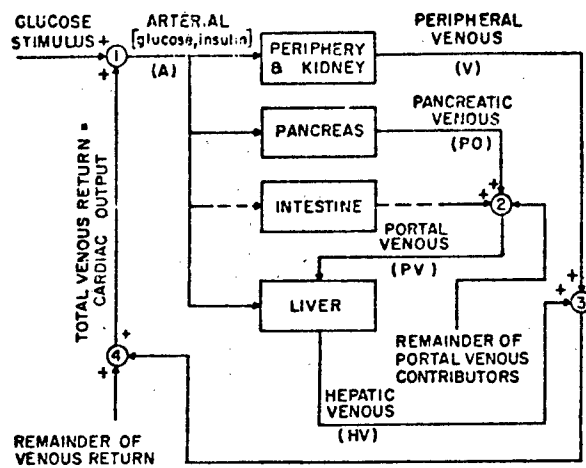 GLUCOSE
STIMULUS +
+
1
ARTERIAL
[glucose, insulin]
(A)
PERIPHERY
& KIDNEY
PERIPHERAL
VENOUS
(V)
PANCREAS
PANCREATIC
VENOUS
(PO)
INTESTINE
+ +
2
+
PORTAL
VENOUS
(PV)
LIVER
REMAINDER OF
PORTAL VENOUS
CONTRIBUTORS
+ +
3
HEPATIC
VENOUS
(HV)
TOTAL VENOUS RETURN =
CARDIAC OUTPUT
+
4
+
REMAINDER OF
VENOUS RETURN